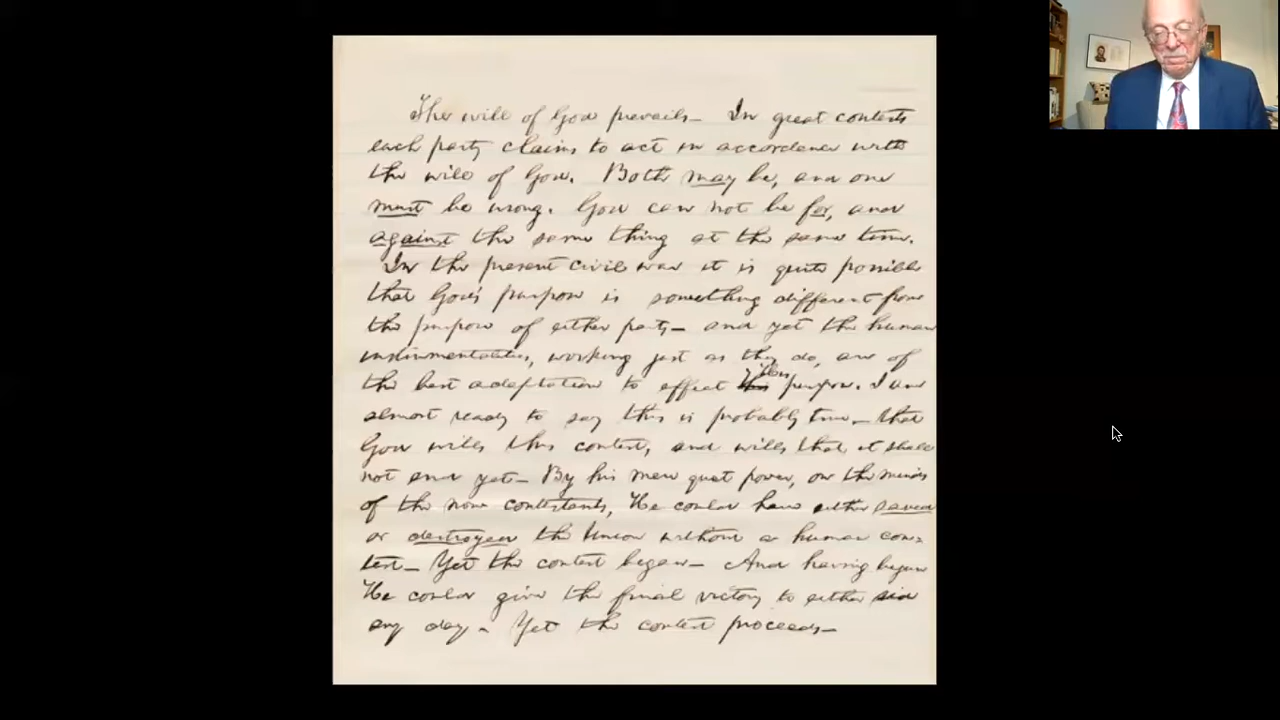 The will of God prevails— In great contests
each party claims to act in accordance with
the will of God. Both may be, and one
must be wrong. God can not be for, and
against the same thing at the same time.
In the present civil war it is quite possible
that God's purpose is something different from
the purpose of either party— and yet the human
instrumentalities, working just as they do, are of
the best adaptation to effect this His purpose. I am
almost ready to say this is probably true— that
God wills this contest, and wills that it shall
not end yet— By his mere quiet power, on the minds
of the now contestants, He could have either saved
or destroyed the Union without a human con-
test— Yet the contest began— And having begun
He could give the final victory to either side
any day— Yet the contest proceeds—